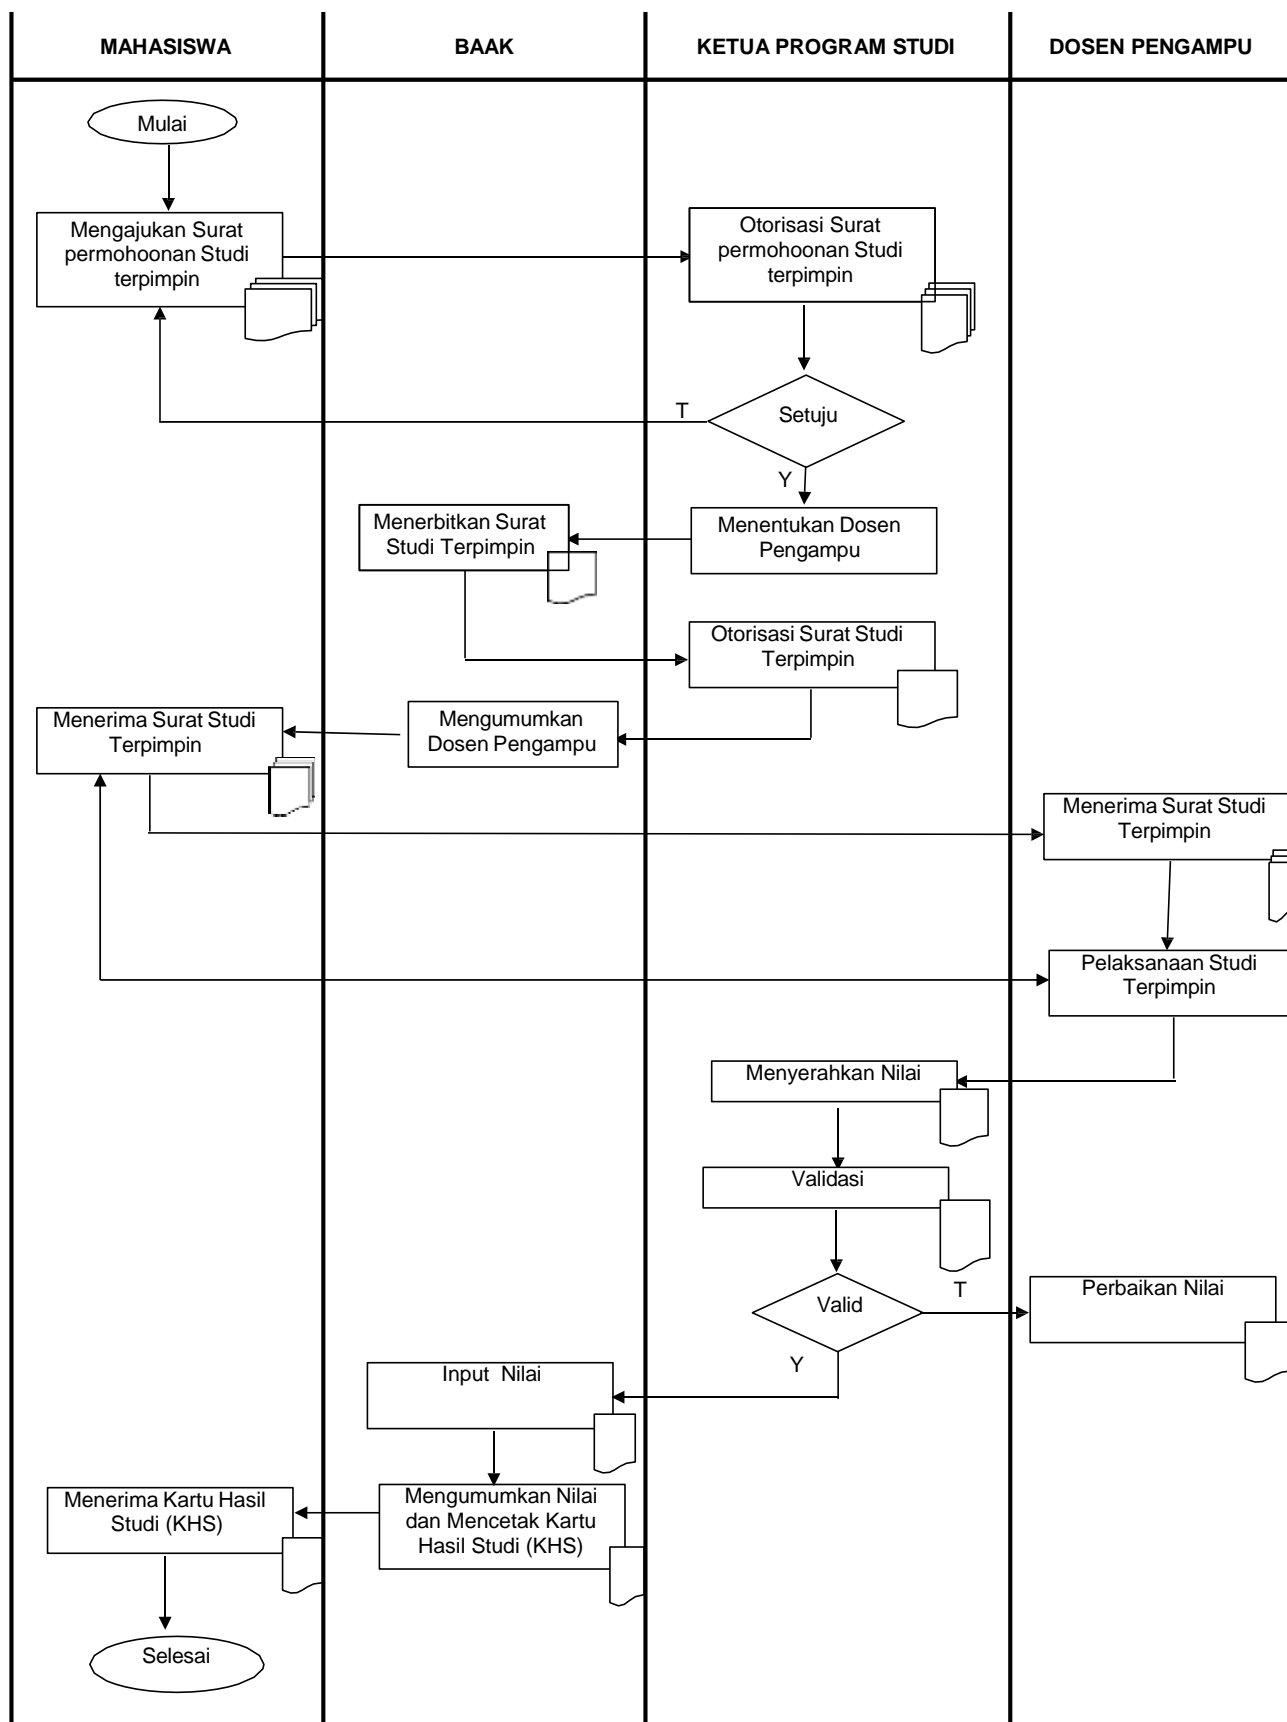 MAHASISWA
BAAK
KETUA PROGRAM STUDI
DOSEN PENGAMPU
Mulai
Mengajukan Surat
permohoonan Studi
terpimpin
Otorisasi Surat
permohoonan Studi
terpimpin
T
Setuju
Y
Menerbitkan Surat
Studi Terpimpin
Menentukan Dosen
Pengampu
Otorisasi Surat Studi
Terpimpin
Menerima Surat Studi
Terpimpin
Mengumumkan
Dosen Pengampu
Menerima Surat Studi
Terpimpin
Pelaksanaan Studi
Terpimpin
Menyerahkan Nilai
Validasi
Valid
T
Perbaikan Nilai
Y
Input  Nilai
Menerima Kartu Hasil
Studi (KHS)
Mengumumkan Nilai
dan Mencetak Kartu
Hasil Studi (KHS)
Selesai